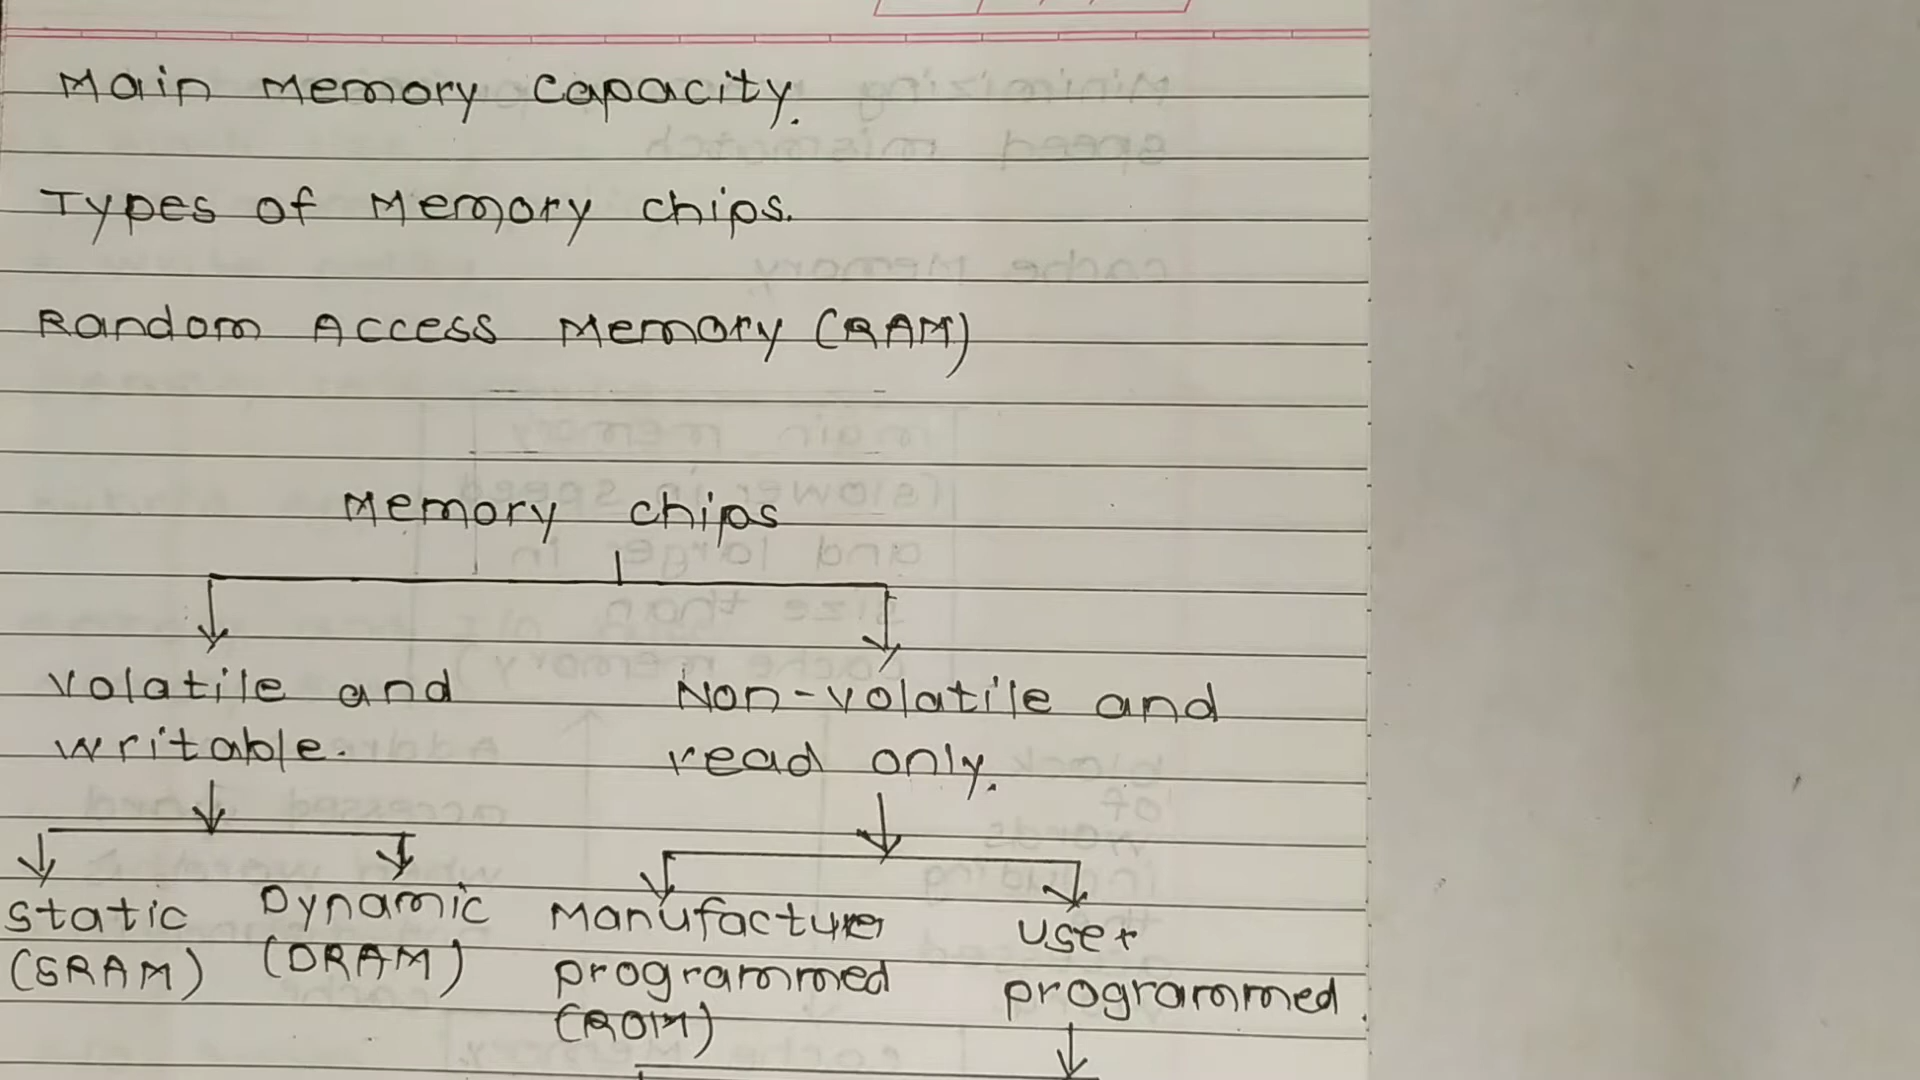 Main Memory Capacity.
Types of Memory chips.
Random Access Memory (RAM)
Memory chips
volatile and
writable.
Non-volatile and
read only.
static
(SRAM)
Dynamic
(DRAM)
Manufacturer
programmed
(ROM)
user
programmed.